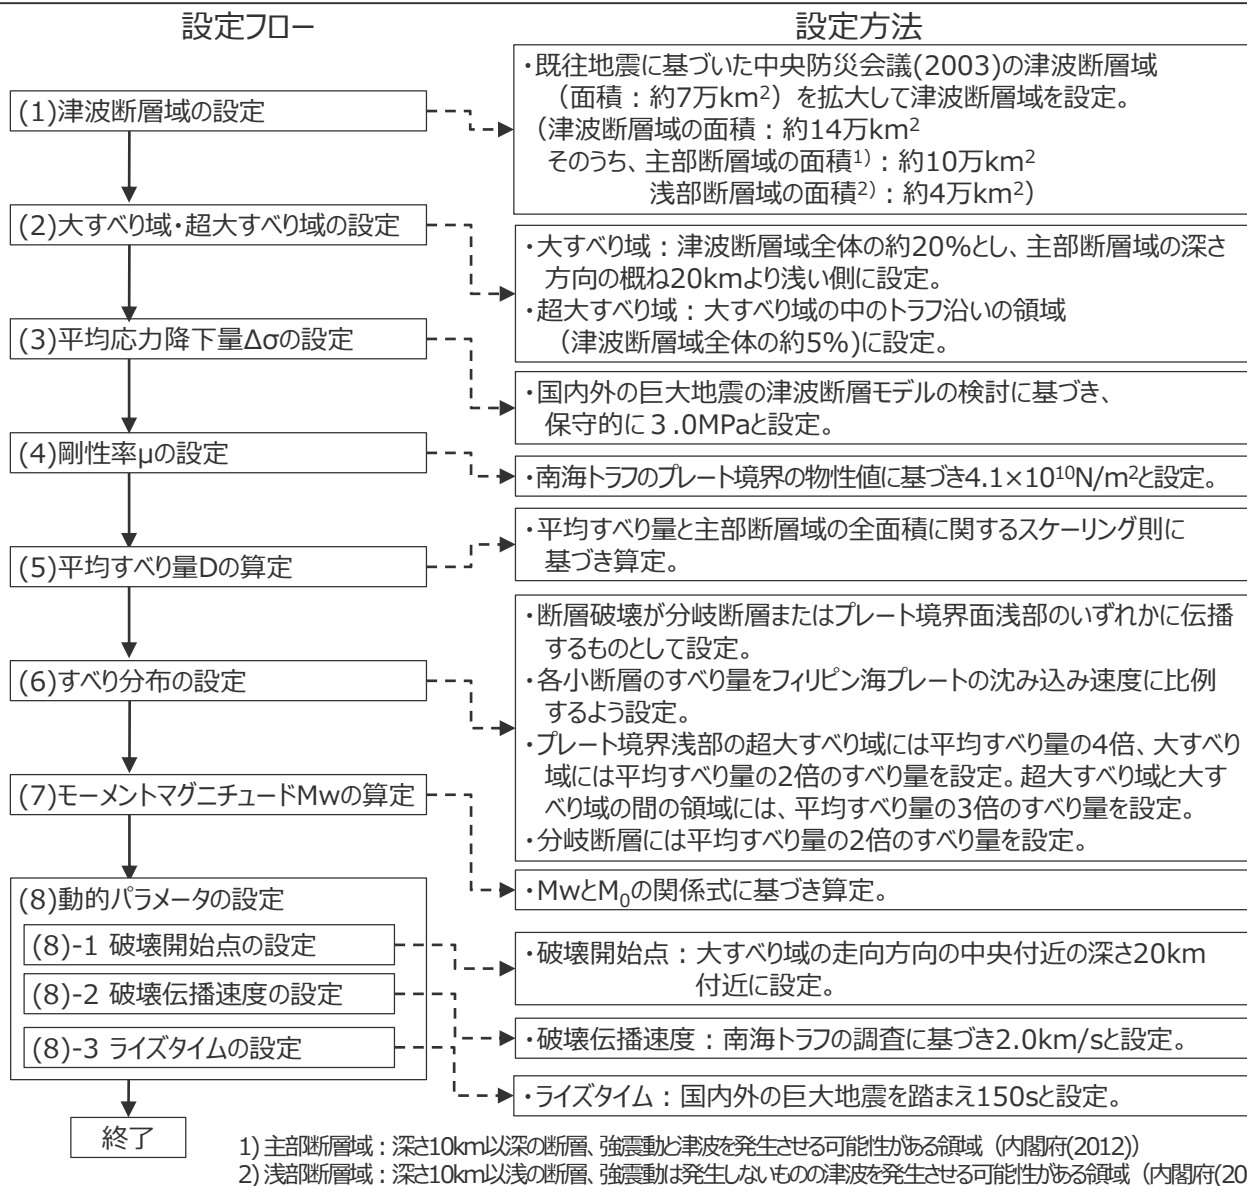 設定フロー
設定方法
(1)津波断層域の設定
・既往地震に基づいた中央防災会議(2003)の津波断層域
（面積：約7万km²）を拡大して津波断層域を設定。
（津波断層域の面積：約14万km²
そのうち、主部断層域の面積¹⁾：約10万km²
浅部断層域の面積²⁾：約4万km²）
(2)大すべり域・超大すべり域の設定
・大すべり域：津波断層域全体の約20%とし、主部断層域の深さ
方向の概ね20kmより浅い側に設定。
・超大すべり域：大すべり域の中のトラフ沿いの領域
（津波断層域全体の約5%)に設定。
(3)平均応力降下量Δσの設定
・国内外の巨大地震の津波断層モデルの検討に基づき、
保守的に３.0MPaと設定。
(4)剛性率μの設定
・南海トラフのプレート境界の物性値に基づき4.1×10¹⁰N/m²と設定。
(5)平均すべり量Dの算定
・平均すべり量と主部断層域の全面積に関するスケーリング則に
基づき算定。
(6)すべり分布の設定
・断層破壊が分岐断層またはプレート境界面浅部のいずれかに伝播
するものとして設定。
・各小断層のすべり量をフィリピン海プレートの沈み込み速度に比例
するよう設定。
・プレート境界浅部の超大すべり域には平均すべり量の4倍、大すべり
域には平均すべり量の2倍のすべり量を設定。超大すべり域と大す
べり域の間の領域には、平均すべり量の3倍のすべり量を設定。
・分岐断層には平均すべり量の2倍のすべり量を設定。
(7)モーメントマグニチュードMwの算定
・MwとM₀の関係式に基づき算定。
(8)動的パラメータの設定
(8)-1 破壊開始点の設定
・破壊開始点：大すべり域の走向方向の中央付近の深さ20km
付近に設定。
(8)-2 破壊伝播速度の設定
・破壊伝播速度：南海トラフの調査に基づき2.0km/sと設定。
(8)-3 ライズタイムの設定
・ライズタイム：国内外の巨大地震を踏まえ150sと設定。
終了
1) 主部断層域：深さ10km以深の断層、強震動と津波を発生させる可能性がある領域（内閣府(2012)）
2) 浅部断層域：深さ10km以浅の断層、強震動は発生しないものの津波を発生させる可能性がある領域（内閣府(20